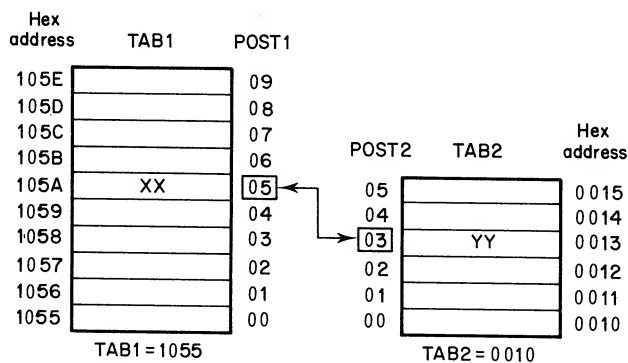 Hex
address TAB1 POST1
105E 09
105D 08
105C 07
105B 06
105A XX 05
1059 04
1058 03
1057 02
1056 01
1055 00
TAB1 = 1055
Hex
POST2 TAB2 address
05 0015
04 0014
03 YY 0013
02 0012
01 0011
00 0010
TAB2 = 0010